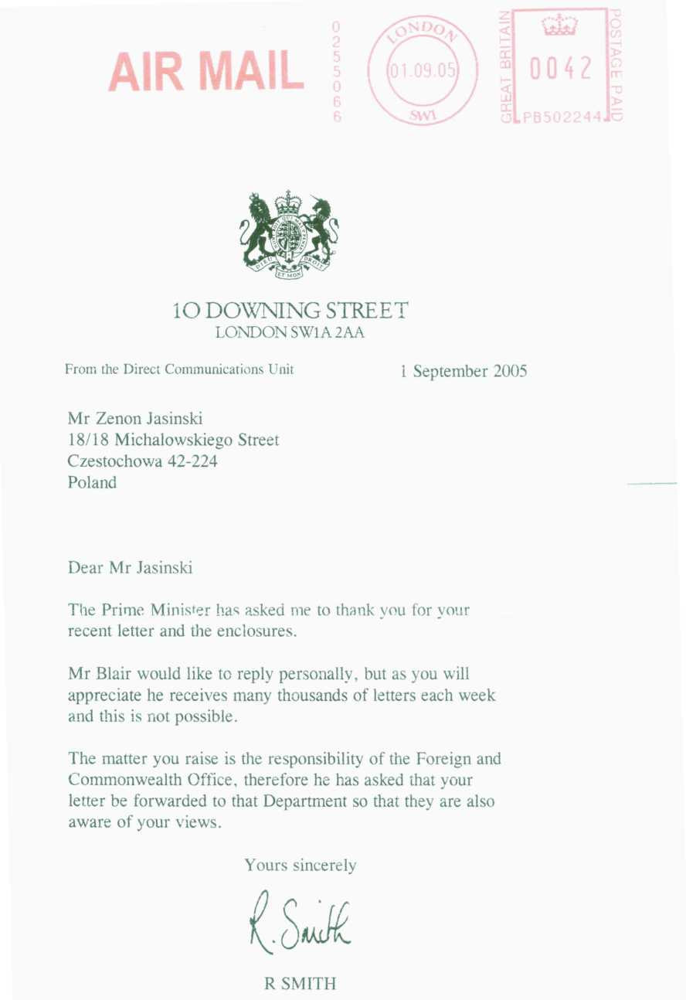 AIR MAIL
0255066
LONDON
01.09.05
SW1
GREAT BRITAIN
0042
POSTAGE PAID
PB502244
HONI SOIT QUI MAL Y PENSE
DIEU ET MON DROIT
10 DOWNING STREET
LONDON SW1A 2AA
From the Direct Communications Unit
1 September 2005
Mr Zenon Jasinski
18/18 Michalowskiego Street
Czestochowa 42-224
Poland
Dear Mr Jasinski
The Prime Minister has asked me to thank you for your
recent letter and the enclosures.
Mr Blair would like to reply personally, but as you will
appreciate he receives many thousands of letters each week
and this is not possible.
The matter you raise is the responsibility of the Foreign and
Commonwealth Office, therefore he has asked that your
letter be forwarded to that Department so that they are also
aware of your views.
Yours sincerely
R. Smith
R SMITH